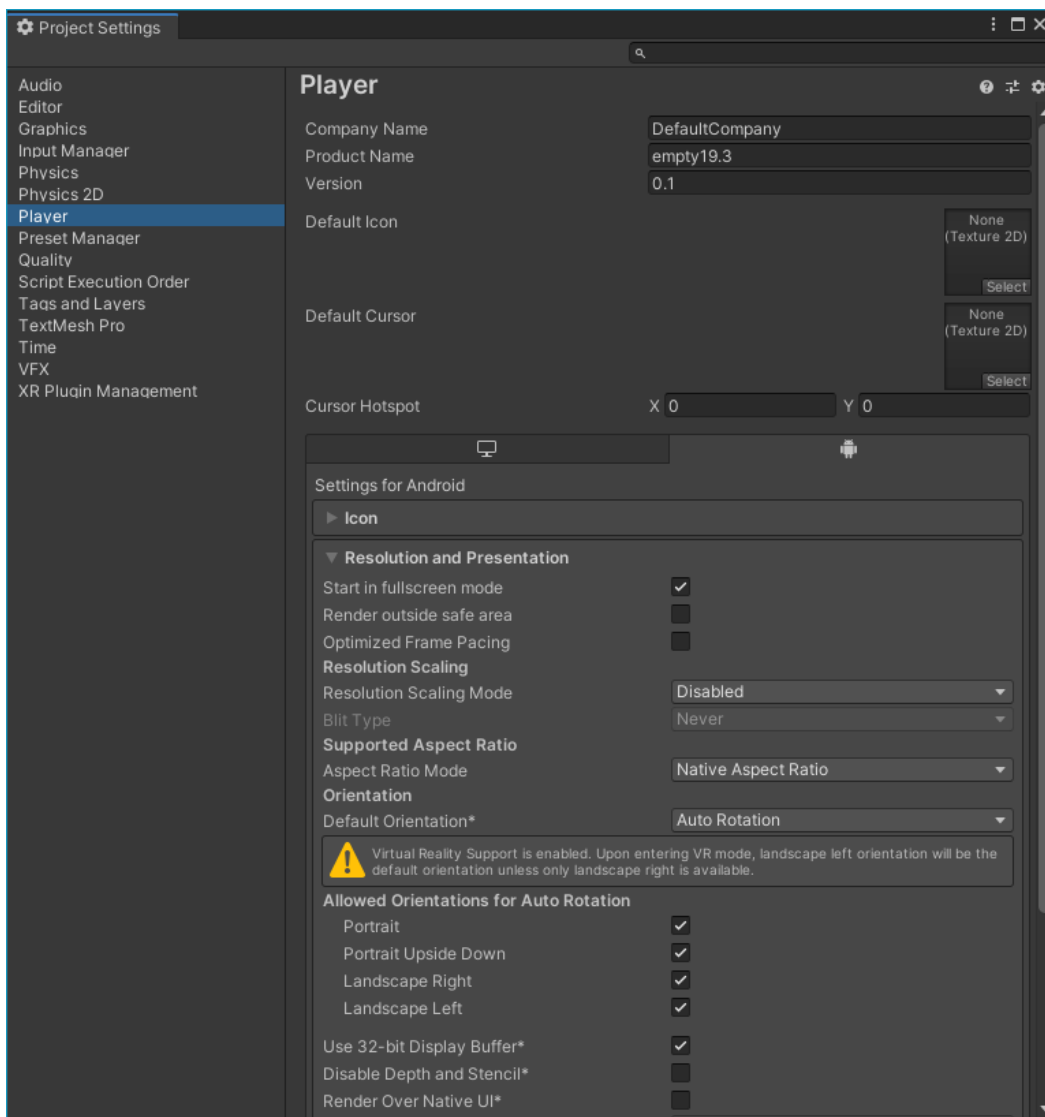 Project Settings
Audio
Editor
Graphics
Input Manager
Physics
Physics 2D
Player
Preset Manager
Quality
Script Execution Order
Tags and Layers
TextMesh Pro
Time
VFX
XR Plugin Management
Player
Company Name DefaultCompany
Product Name empty19.3
Version 0.1
Default Icon
None
(Texture 2D)
Select
Default Cursor
None
(Texture 2D)
Select
Cursor Hotspot X 0 Y 0
Settings for Android
Icon
Resolution and Presentation
Start in fullscreen mode
Render outside safe area
Optimized Frame Pacing
Resolution Scaling
Resolution Scaling Mode Disabled
Blit Type Never
Supported Aspect Ratio
Aspect Ratio Mode Native Aspect Ratio
Orientation
Default Orientation* Auto Rotation
Virtual Reality Support is enabled. Upon entering VR mode, landscape left orientation will be the
default orientation unless only landscape right is available.
Allowed Orientations for Auto Rotation
Portrait
Portrait Upside Down
Landscape Right
Landscape Left
Use 32-bit Display Buffer*
Disable Depth and Stencil*
Render Over Native UI*